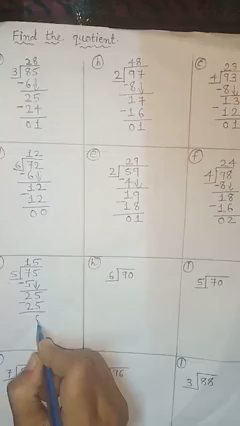 Find the quotient.
28 (b) 48 (c) 23
3 85 2 97 4 93
-6↓ -8↓ -8↓
25 17 13
-24 -16 12
01 01 01
12 (e) 29 (f) 24
6 72 2 59 4 98
-6↓ -4↓ -8↓
12 19 18
-12 -18 -16
00 01 02
15 (h) (i)
5 75 6 90 5 70
-5↓
25
25
7 96 (l) 3 88